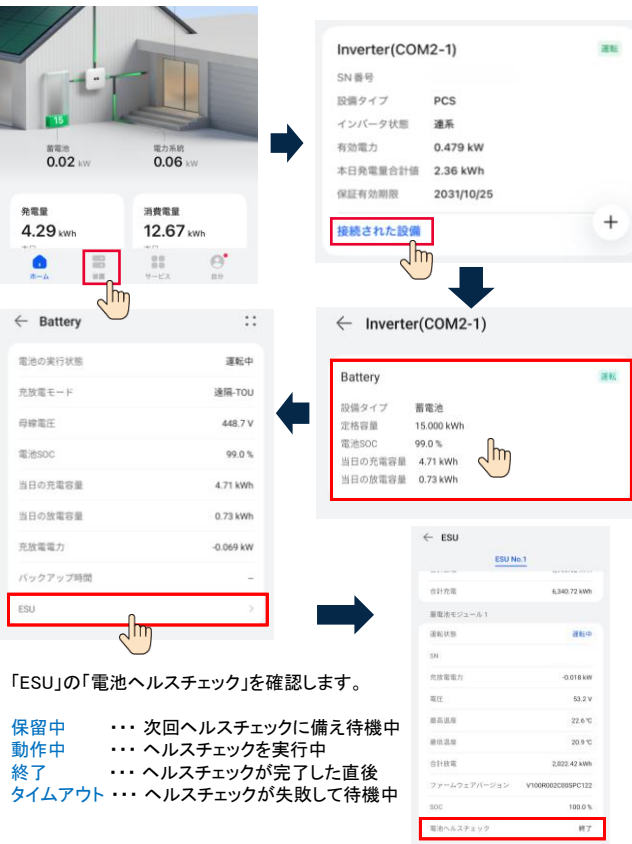 15
蓄電池
0.02 kW
電力系統
0.06 kW
発電量
4.29 kWh
消費電量
12.67 kWh
ホーム
装置
サービス
自分
Inverter(COM2-1)
運転
SN番号
設備タイプ PCS
インバータ状態 連系
有効電力 0.479 kW
本日発電量合計値 2.36 kWh
保証有効期限 2031/10/25
接続された設備
+
← Inverter(COM2-1)
Battery
運転
設備タイプ 蓄電池
定格容量 15.000 kWh
電池SOC 99.0 %
当日の充電容量 4.71 kWh
当日の放電容量 0.73 kWh
← Battery
電池の実行状態 運転中
充放電モード 遠隔-TOU
母線電圧 448.7 V
電池SOC 99.0 %
当日の充電容量 4.71 kWh
当日の放電容量 0.73 kWh
充放電電力 -0.069 kW
バックアップ時間 –
ESU >
← ESU
ESU No.1
合計充電 6,340.72 kWh
蓄電池モジュール 1
運転状態 運転中
SN
充放電電力 -0.018 kW
電圧 53.2 V
最高温度 22.6 ℃
最低温度 20.9 ℃
合計放電 2,822.42 kWh
ファームウェアバージョン V100R002C00SPC122
SOC 100.0 %
電池ヘルスチェック 終了
「ESU」の「電池ヘルスチェック」を確認します。
保留中 ・・・ 次回ヘルスチェックに備え待機中
動作中 ・・・ ヘルスチェックを実行中
終了 ・・・ ヘルスチェックが完了した直後
タイムアウト ・・・ ヘルスチェックが失敗して待機中